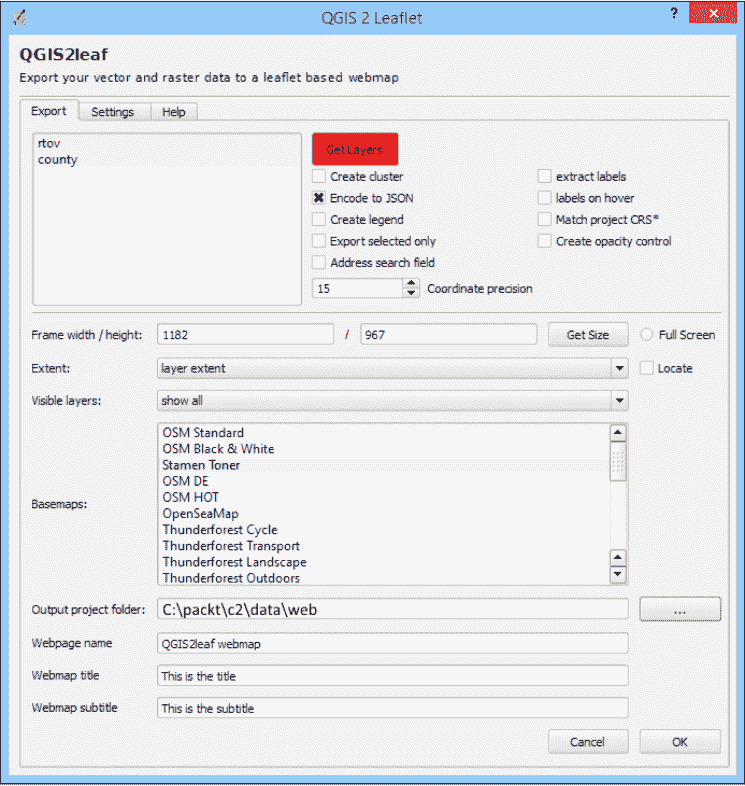 QGIS 2 Leaflet
?
QGIS2leaf
Export your vector and raster data to a leaflet based webmap
Export Settings Help
rtov
county
Get Layers
Create cluster
extract labels
Encode to JSON
labels on hover
Create legend
Match project CRS*
Export selected only
Create opacity control
Address search field
15 Coordinate precision
Frame width / height: 1182 / 967 Get Size Full Screen
Extent: layer extent Locate
Visible layers: show all
Basemaps:
OSM Standard
OSM Black & White
Stamen Toner
OSM DE
OSM HOT
OpenSeaMap
Thunderforest Cycle
Thunderforest Transport
Thunderforest Landscape
Thunderforest Outdoors
Output project folder: C:\packt\c2\data\web ...
Webpage name QGIS2leaf webmap
Webmap title This is the title
Webmap subtitle This is the subtitle
Cancel OK